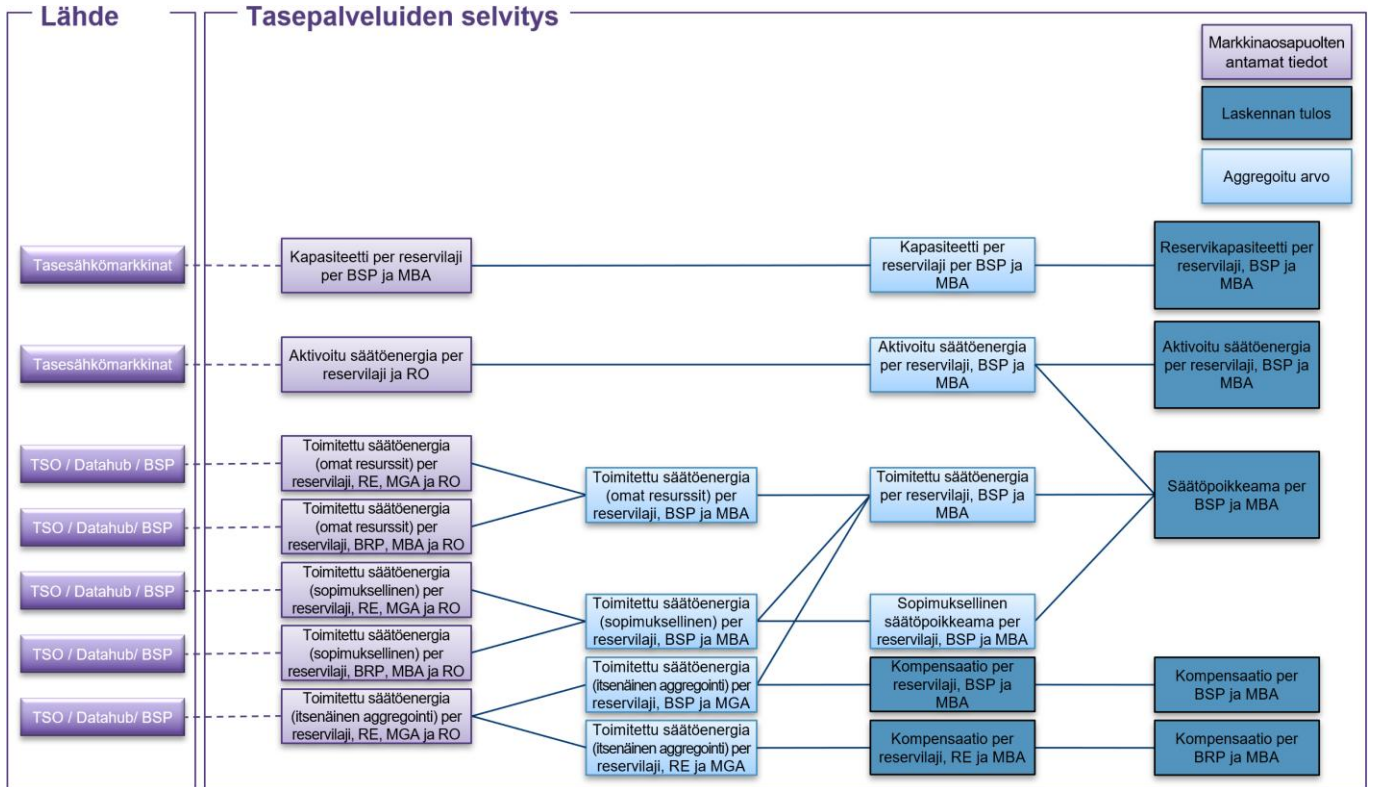 Lähde
Tasepalveluiden selvitys
Markkinaosapuolten
antamat tiedot
Laskennan tulos
Aggregoitu arvo
Tasesähkömarkkinat
Kapasiteetti per reservilaji
per BSP ja MBA
Kapasiteetti per
reservilaji per BSP ja
MBA
Reservikapasiteetti per
reservilaji, BSP ja
MBA
Tasesähkömarkkinat
Aktivoitu säätöenergia per
reservilaji ja RO
Aktivoitu säätöenergia
per reservilaji, BSP ja
MBA
Aktivoitu säätöenergia
per reservilaji, BSP ja
MBA
TSO / Datahub / BSP
Toimitettu säätöenergia
(omat resurssit) per
reservilaji, RE, MGA ja RO
TSO / Datahub/ BSP
Toimitettu säätöenergia
(omat resurssit) per
reservilaji, BRP, MBA ja RO
Toimitettu säätöenergia
(omat resurssit) per
reservilaji, BSP ja MBA
Toimitettu säätöenergia
per reservilaji, BSP ja
MBA
Säätöpoikkeama per
BSP ja MBA
TSO / Datahub / BSP
Toimitettu säätöenergia
(sopimuksellinen) per
reservilaji, RE, MGA ja RO
TSO / Datahub/ BSP
Toimitettu säätöenergia
(sopimuksellinen) per
reservilaji, BRP, MBA ja RO
Toimitettu säätöenergia
(sopimuksellinen) per
reservilaji, BSP ja MBA
Sopimuksellinen
säätöpoikkeama per
reservilaji, BSP ja MBA
TSO / Datahub/ BSP
Toimitettu säätöenergia
(itsenäinen aggregointi) per
reservilaji, RE, MGA ja RO
Toimitettu säätöenergia
(itsenäinen aggregointi) per
reservilaji, BSP ja MGA
Kompensaatio per
reservilaji, BSP ja
MBA
Kompensaatio per
BSP ja MBA
Toimitettu säätöenergia
(itsenäinen aggregointi) per
reservilaji, RE ja MGA
Kompensaatio per
reservilaji, RE ja MBA
Kompensaatio per
BRP ja MBA